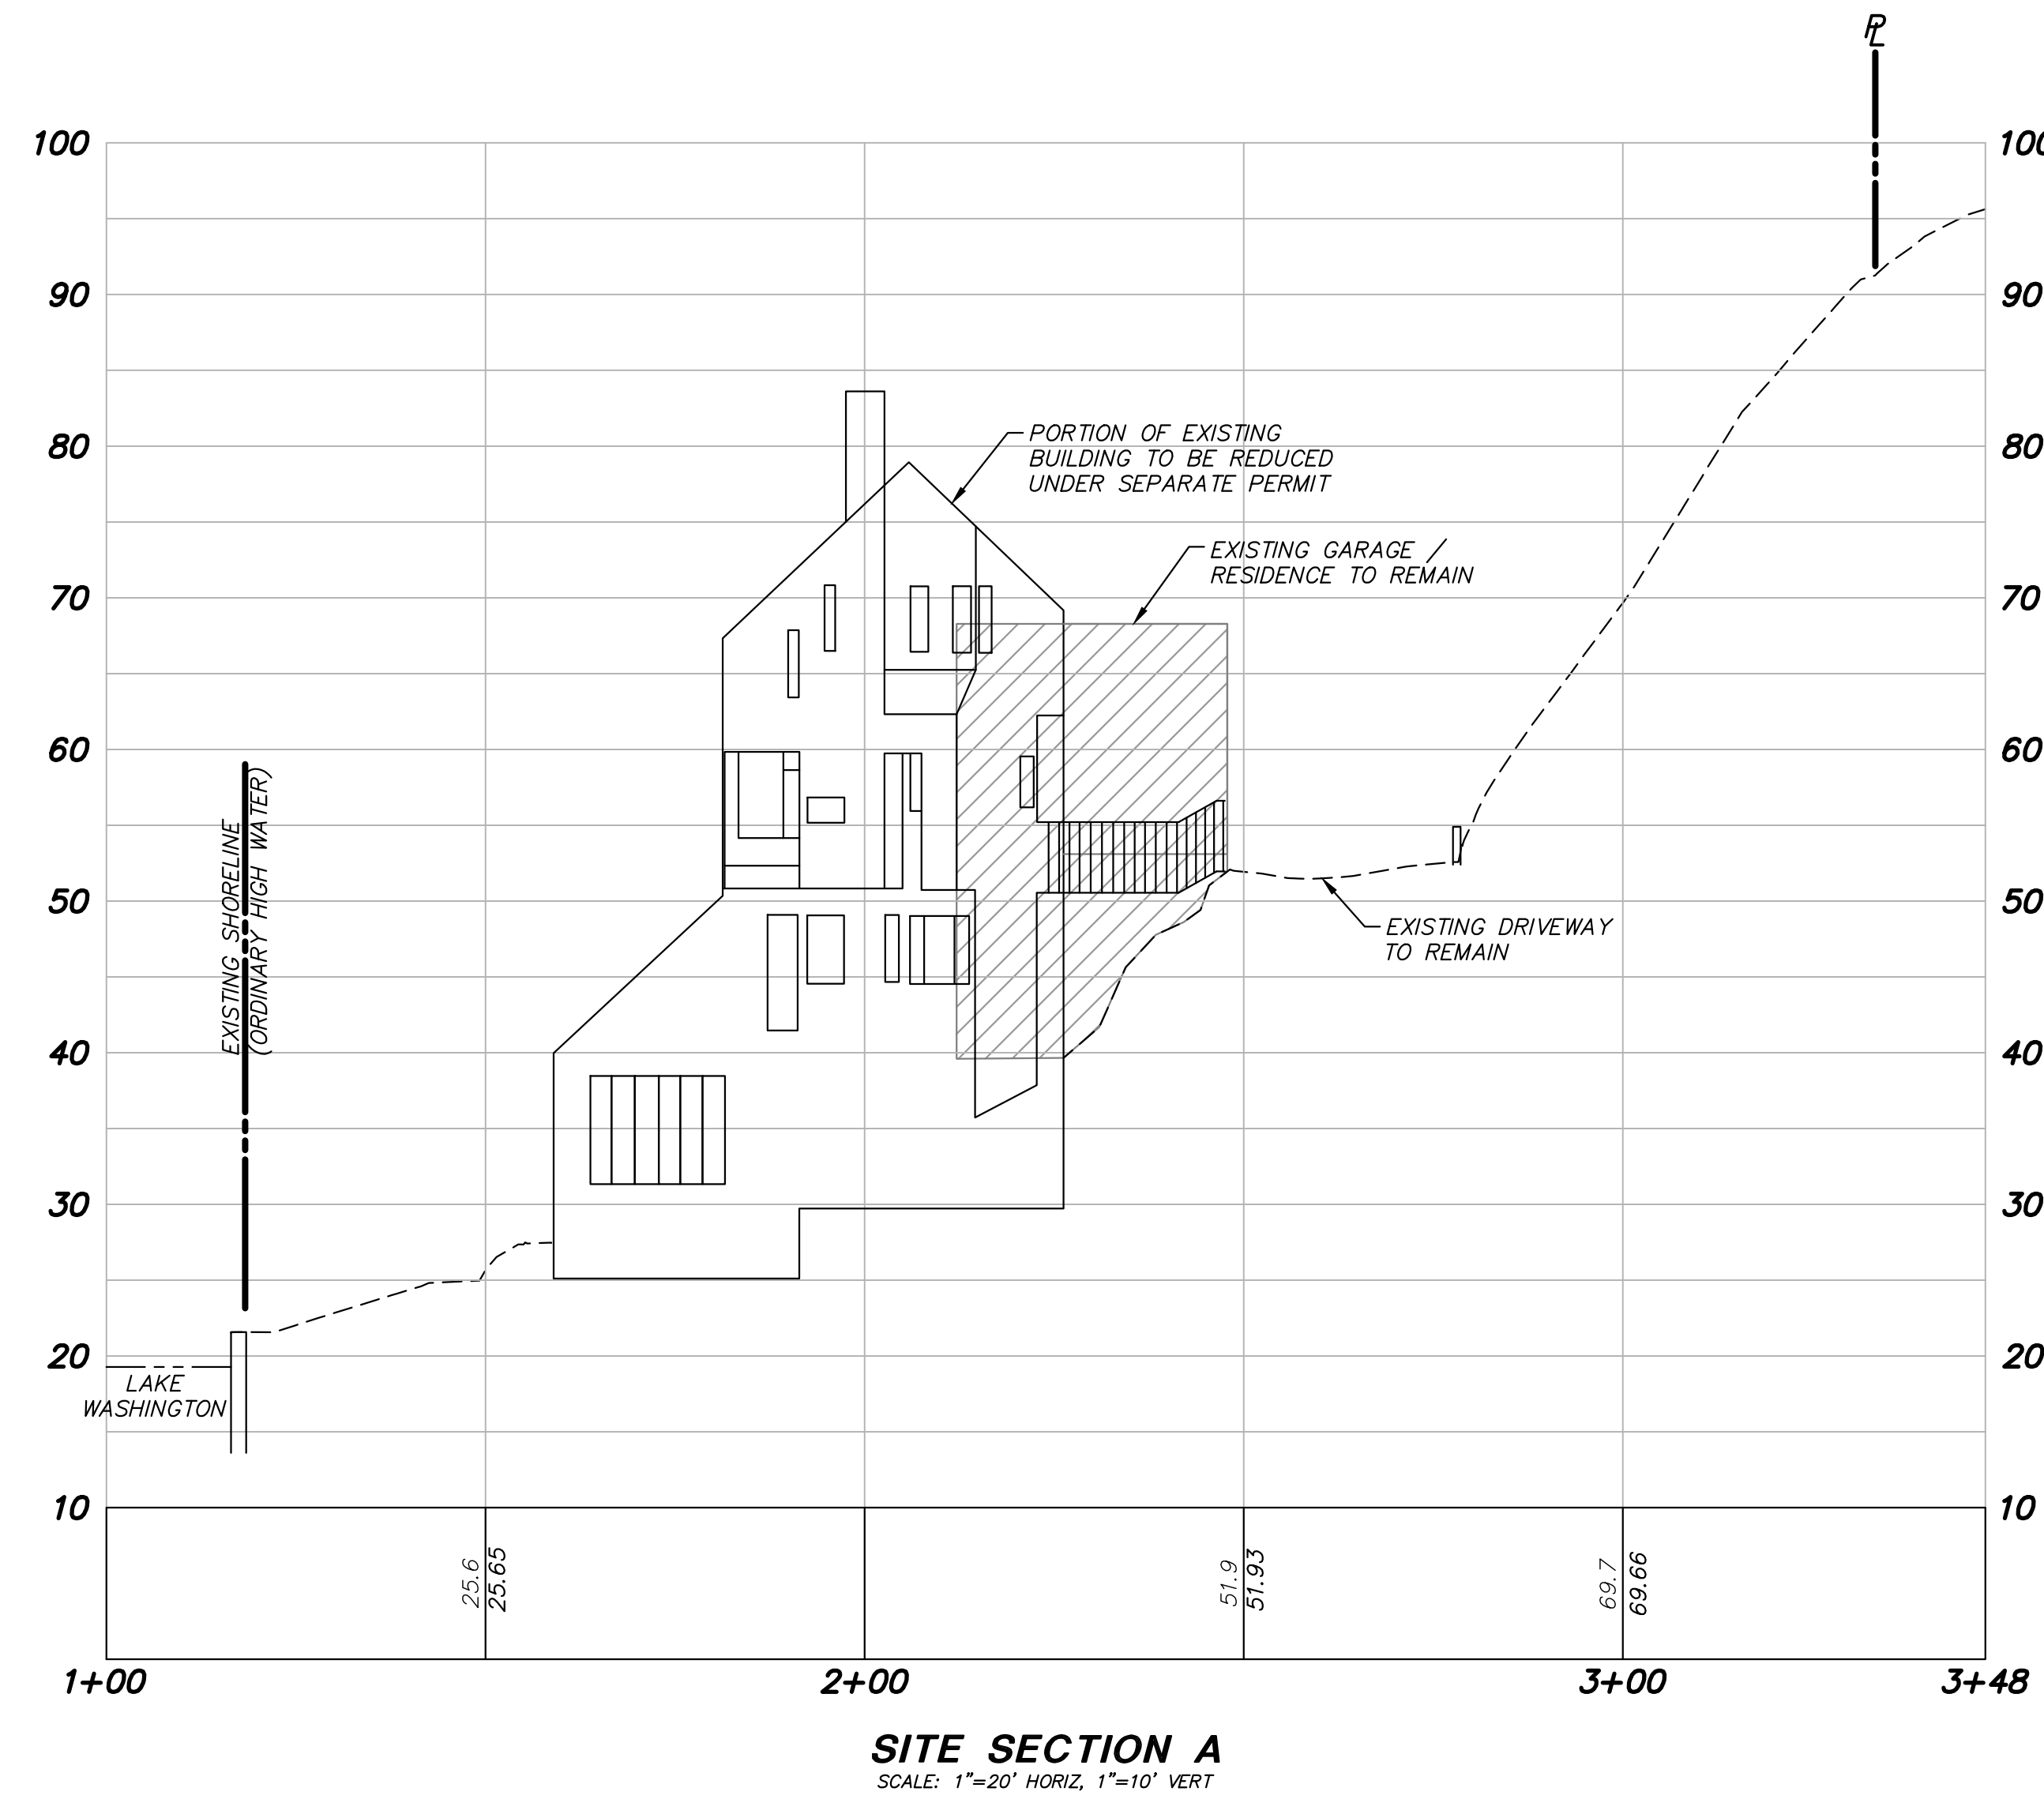 PL
100
100
90
90
80
80
PORTION OF EXISTING
BUILDING TO BE REDUCED
UNDER SEPARATE PERMIT
EXISTING GARAGE /
RESIDENCE TO REMAIN
70
70
60
60
EXISTING SHORELINE
(ORDINARY HIGH WATER)
50
50
EXISTING DRIVEWAY
TO REMAIN
40
40
30
30
20
20
LAKE
WASHINGTON
10
10
25.6
25.65
51.9
51.93
69.7
69.66
1+00
2+00
3+00
3+48
SITE SECTION A
SCALE: 1"=20' HORIZ, 1"=10' VERT